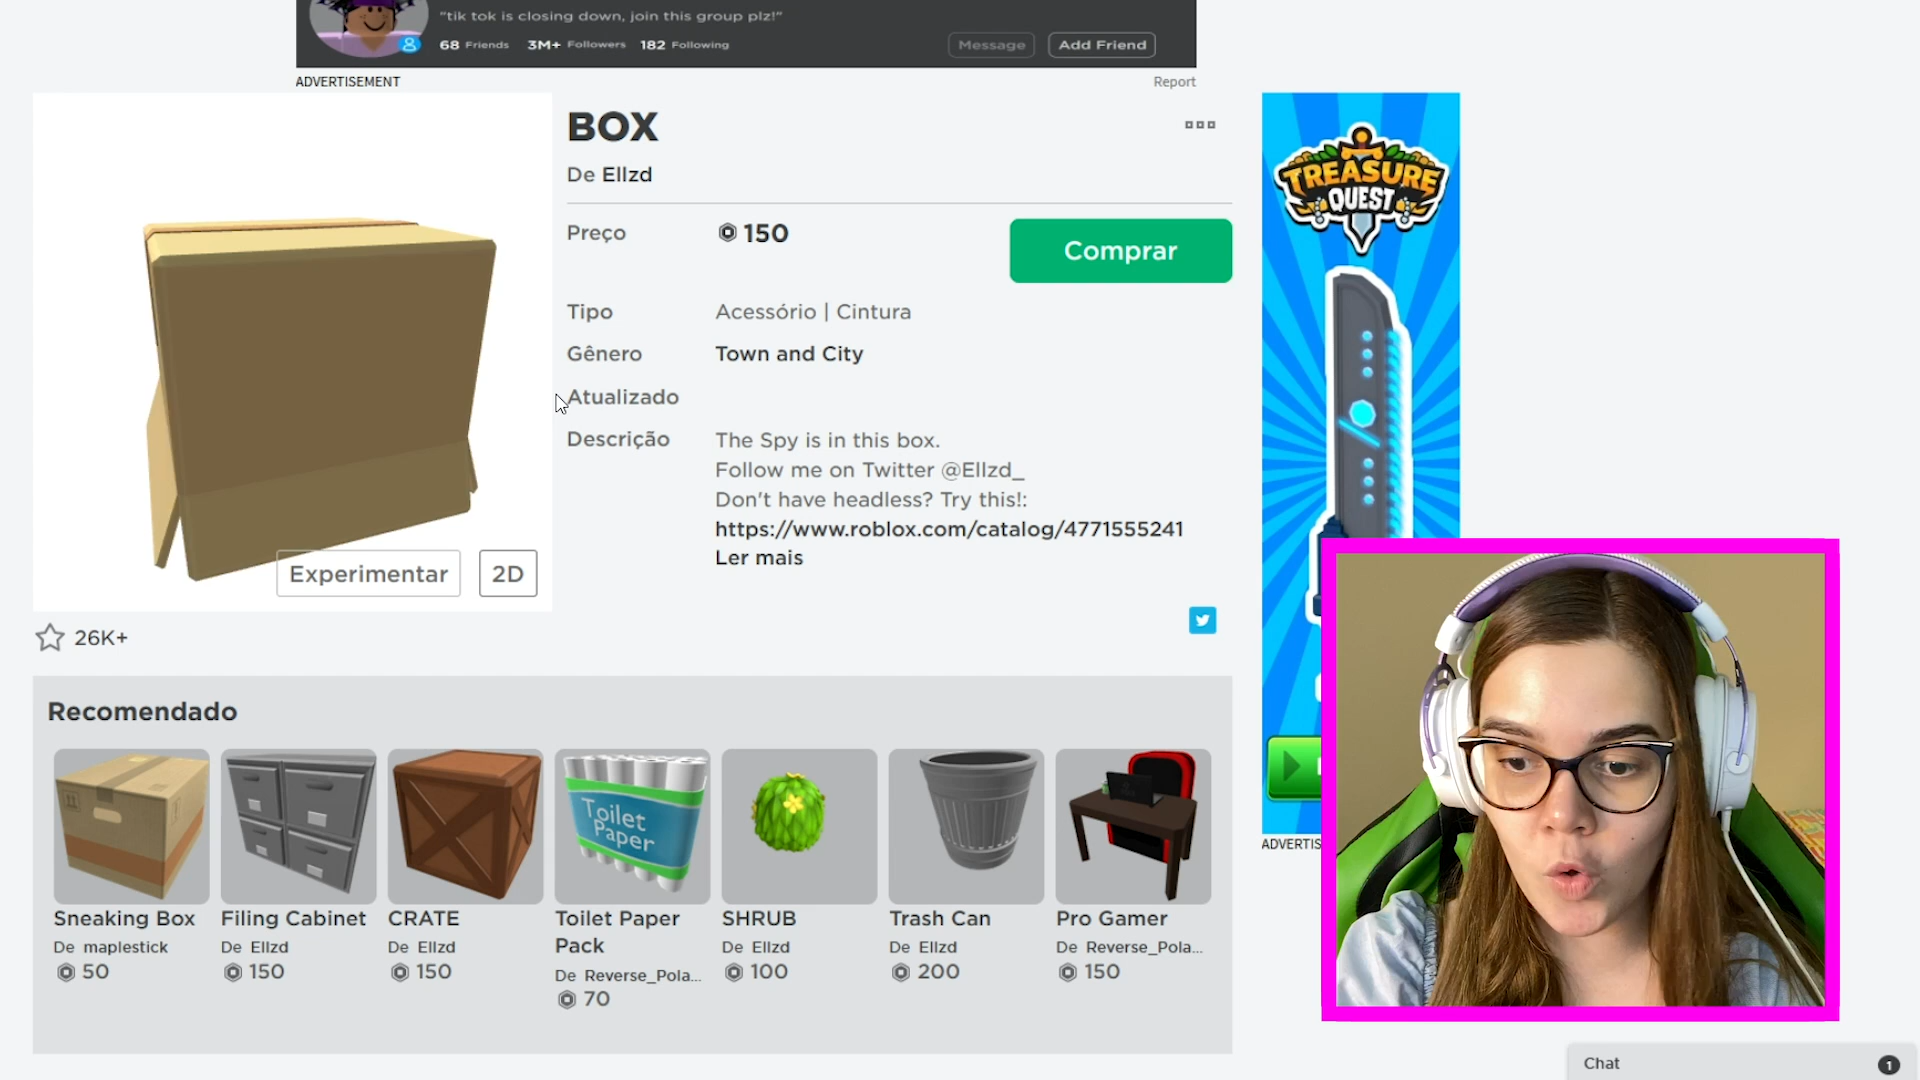 "tik tok is closing down, join this group plz!"
68 Friends 3M+ Followers 182 Following
Message
Add Friend
ADVERTISEMENT
Report
BOX
De Ellzd
Preço 150
Comprar
Tipo Acessório | Cintura
Gênero Town and City
Atualizado
Descrição The Spy is in this box.
Follow me on Twitter @Ellzd_
Don't have headless? Try this!:
https://www.roblox.com/catalog/4771555241
Ler mais
Experimentar
2D
26K+
TREASURE
QUEST
ADVERTIS
Recomendado
Toilet
Paper
Sneaking Box
De maplestick
50
Filing Cabinet
De Ellzd
150
CRATE
De Ellzd
150
Toilet Paper
Pack
De Reverse_Pola...
70
SHRUB
De Ellzd
100
Trash Can
De Ellzd
200
Pro Gamer
De Reverse_Pola...
150
Chat
1